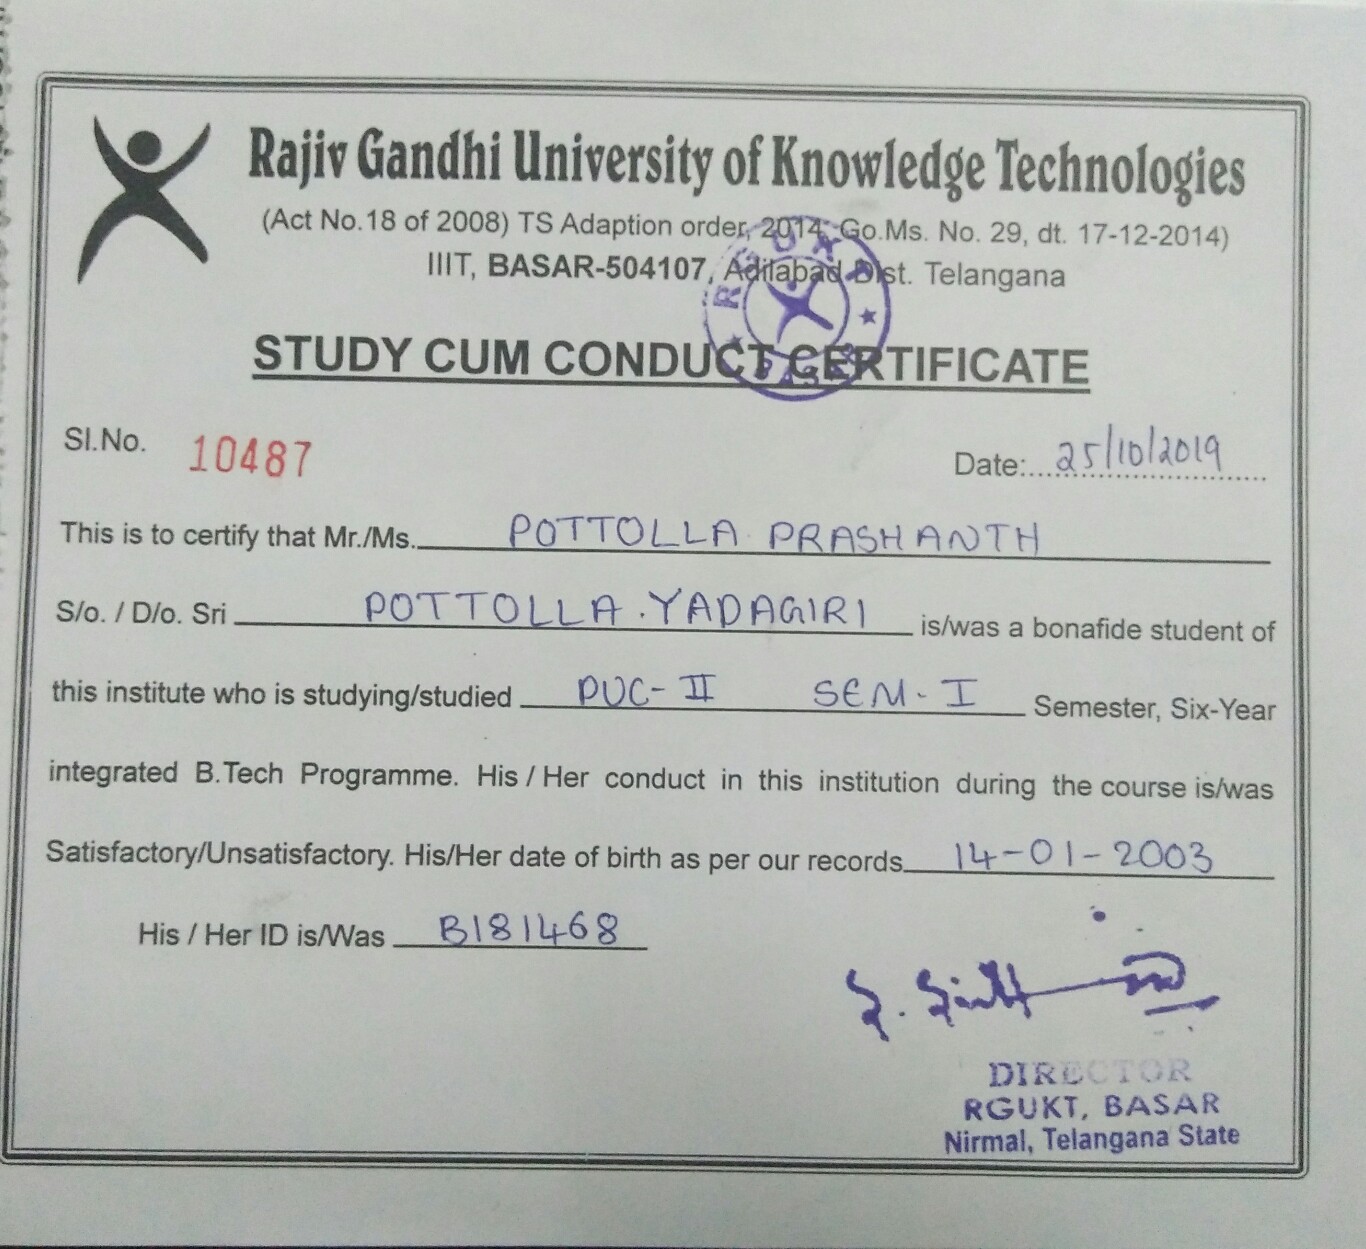 Rajiv Gandhi University of Knowledge Technologies
(Act No.18 of 2008) TS Adaption order, 2014, Go.Ms. No. 29, dt. 17-12-2014)
IIIT, BASAR-504107, Adilabad Dist. Telangana
RGUKT
BASAR
STUDY CUM CONDUCT CERTIFICATE
Sl.No. 10487 Date:...25/10/2019
This is to certify that Mr./Ms. POTTOLLA PRASHANTH
S/o. / D/o. Sri POTTOLLA .YADAGIRI is/was a bonafide student of
this institute who is studying/studied PUC-II SEM-I Semester, Six-Year
integrated B.Tech Programme. His / Her conduct in this institution during the course is/was
Satisfactory/Unsatisfactory. His/Her date of birth as per our records 14-01-2003
His / Her ID is/Was B181468
DIRECTOR
RGUKT, BASAR
Nirmal, Telangana State